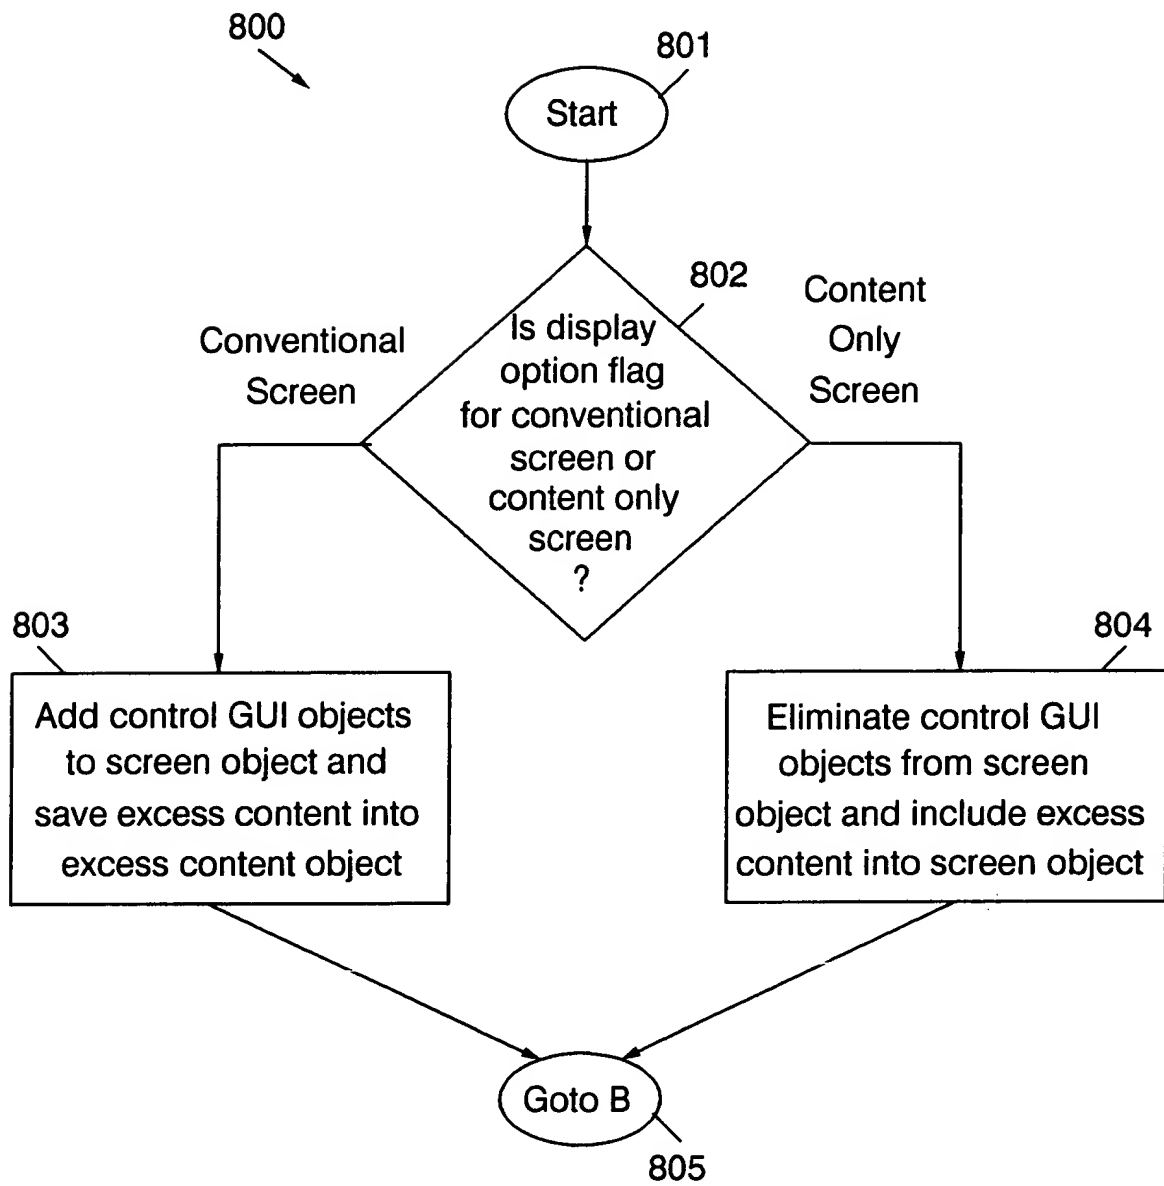 800
801
Start
802
Conventional
Screen
Content
Only
Screen
Is display
option flag
for conventional
screen or
content only
screen
?
803
Add control GUI objects
to screen object and
save excess content into
excess content object
804
Eliminate control GUI
objects from screen
object and include excess
content into screen object
Goto B
805